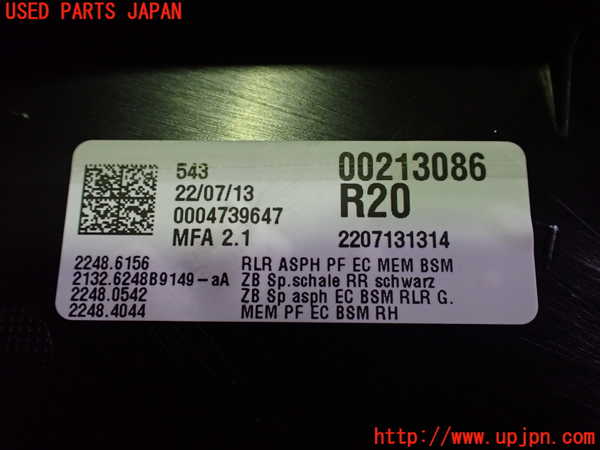 USED PARTS JAPAN
543
22/07/13
0004739647
MFA 2.1
00213086
R20
2207131314
2248.6156 RLR ASPH PF EC MEM BSM
2132.6248B9149-aA ZB Sp.schale RR schwarz
2248.0542 ZB Sp asph EC BSM RLR G.
2248.4044 MEM PF EC BSM RH
http://www.upjpn.com/